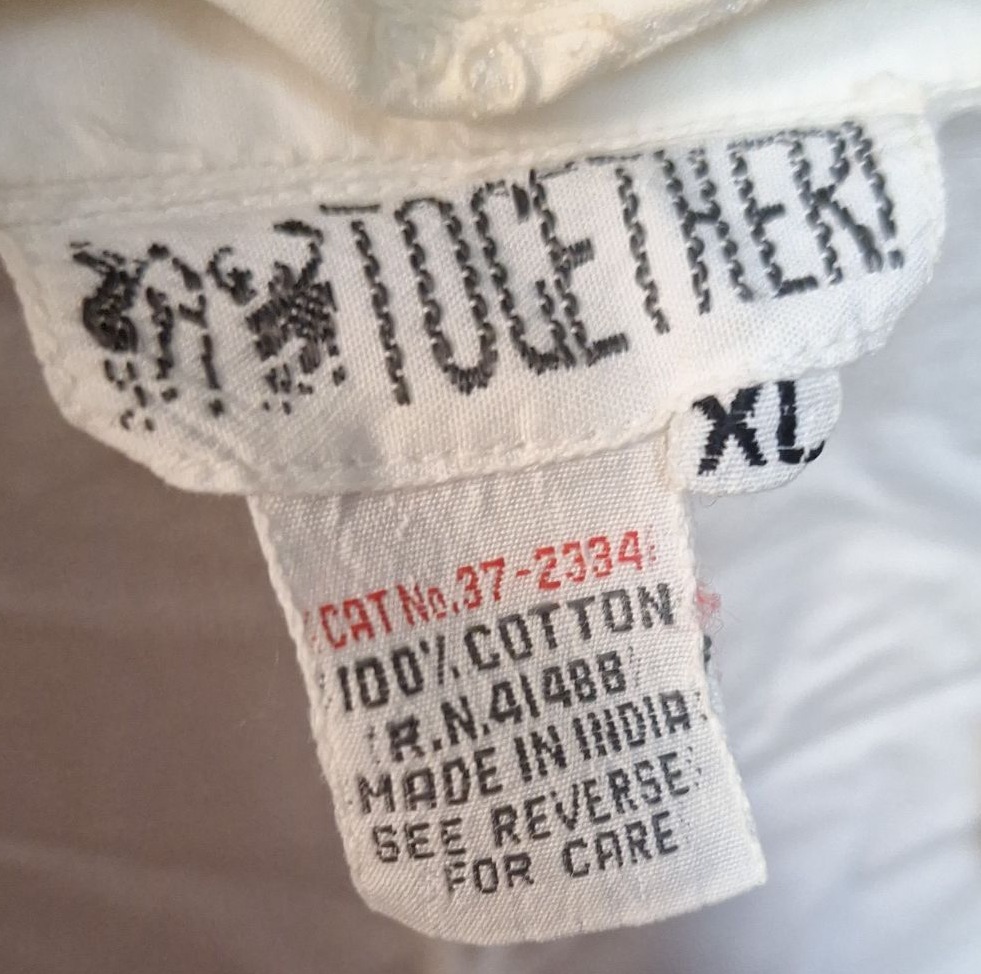 TOGETHER!
XL
CAT No. 37-2334
100% COTTON
R.N. 41488
MADE IN INDIA
SEE REVERSE
FOR CARE